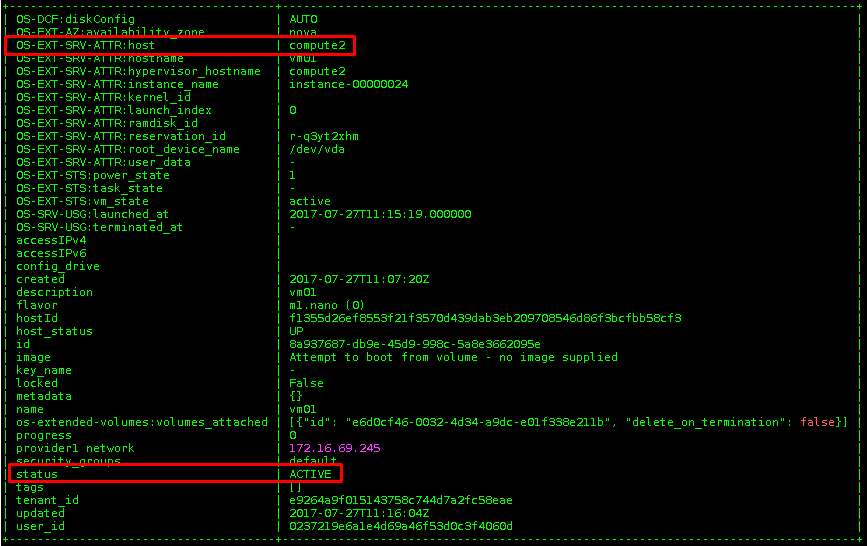 | OS-DCF:diskConfig | AUTO
| OS-EXT-AZ:availability_zone | nova
| OS-EXT-SRV-ATTR:host | compute2
| OS-EXT-SRV-ATTR:hostname | vm01
| OS-EXT-SRV-ATTR:hypervisor_hostname | compute2
| OS-EXT-SRV-ATTR:instance_name | instance-00000024
| OS-EXT-SRV-ATTR:kernel_id |
| OS-EXT-SRV-ATTR:launch_index | 0
| OS-EXT-SRV-ATTR:ramdisk_id |
| OS-EXT-SRV-ATTR:reservation_id | r-q3yt2xhm
| OS-EXT-SRV-ATTR:root_device_name | /dev/vda
| OS-EXT-SRV-ATTR:user_data | -
| OS-EXT-STS:power_state | 1
| OS-EXT-STS:task_state | -
| OS-EXT-STS:vm_state | active
| OS-SRV-USG:launched_at | 2017-07-27T11:15:19.000000
| OS-SRV-USG:terminated_at | -
| accessIPv4 |
| accessIPv6 |
| config_drive |
| created | 2017-07-27T11:07:20Z
| description | vm01
| flavor | m1.nano (0)
| hostId | f1355d26ef8553f21f3570d439dab3eb209708546d86f3bcfbb58cf3
| host_status | UP
| id | 8a937687-db9e-45d9-998c-5a8e3662095e
| image | Attempt to boot from volume - no image supplied
| key_name | -
| locked | False
| metadata | {}
| name | vm01
| os-extended-volumes:volumes_attached | [{"id": "e6d0cf46-0032-4d34-a9dc-e01f338e211b", "delete_on_termination": false}] |
| progress | 0
| provider1 network | 172.16.69.245
| security_groups | default
| status | ACTIVE
| tags | []
| tenant_id | e9264a9f015143758c744d7a2fc58eae
| updated | 2017-07-27T11:16:04Z
| user_id | 0237219e6a1e4d69a46f53d0c3f4060d